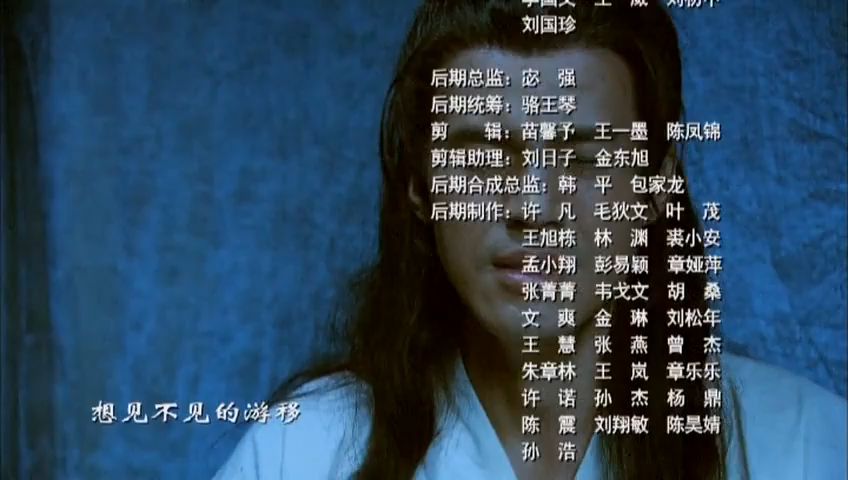 刘国珍
后期总监：宓　强
后期统筹：骆王琴
剪　　辑：苗馨予　王一墨　陈凤锦
剪辑助理：刘日子　金东旭
后期合成总监：韩　平　包家龙
后期制作：许　凡　毛狄文　叶　茂
王旭栋　林　渊　裘小安
孟小翔　彭易颖　章娅萍
张菁菁　韦戈文　胡　桑
文　爽　金　琳　刘松年
王　慧　张　燕　曾　杰
朱章林　王　岚　章乐乐
许　诺　孙　杰　杨　鼎
想见不见的游移
陈　震　刘翔敏　陈昊婧
孙　浩